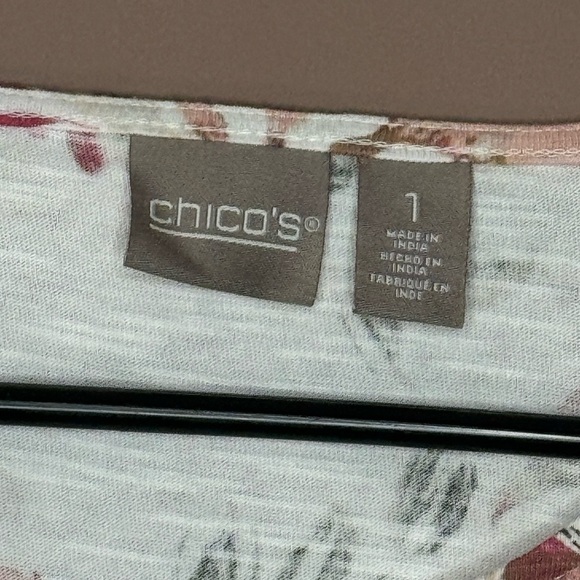 chico's®
1
MADE IN
INDIA
HECHO EN
INDIA
FABRIQUÉ EN
INDE